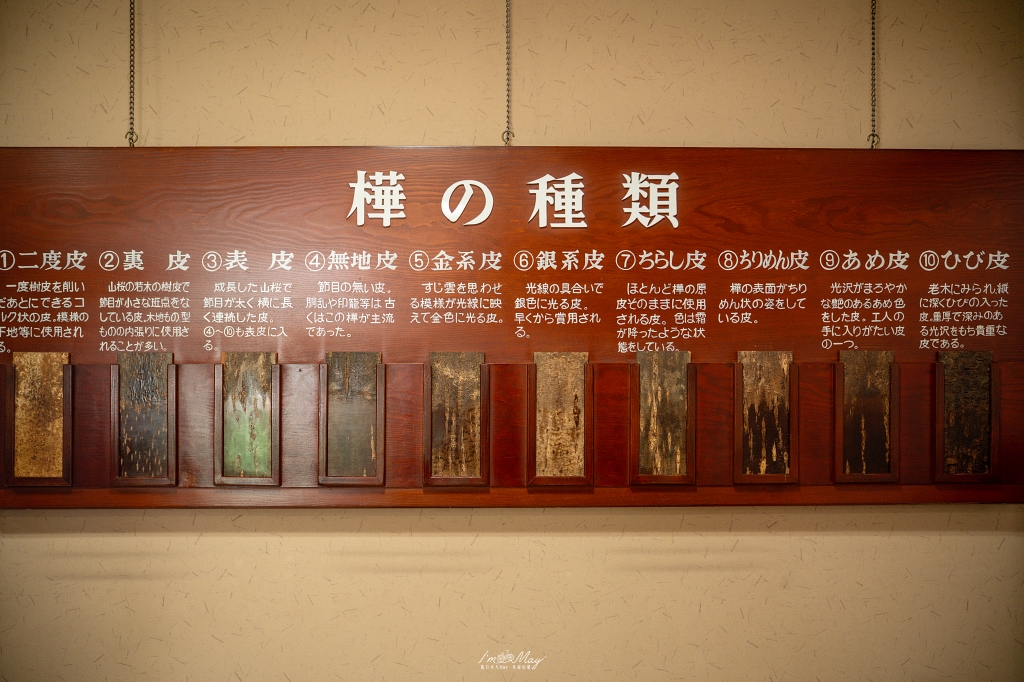 樺の種類
①二度皮
一度樹皮を剥い
だあとにできるコ
ルク状の皮。模様の
下地等に使用され
る。
②裏 皮
山桜の若木の樹皮で
節目が小さな斑点をな
している皮。木地もの型
ものの内張りに使用さ
れることが多い。
③表 皮
成長した山桜で
節目が太く横に長
く連続した皮。
④〜⑩も表皮に入
る。
④無地皮
節目の無い皮。
胴乱や印籠等は古
くはこの樺が主流
であった。
⑤金系皮
すじ雲を思わせ
る模様が光線に映
えて金色に光る皮。
⑥銀系皮
光線の具合いで
銀色に光る皮。
早くから賞用され
る。
⑦ちらし皮
ほとんど樺の原
皮そのままに使用
される皮。色は霜
が降ったような状
態をしている。
⑧ちりめん皮
樺の表面がちり
めん状の姿をして
いる皮。
⑨あめ皮
光沢がまろやか
な艶のあるあめ色
をした皮。工人の
手に入りがたい皮
の一つ。
⑩ひび皮
老木にみられ、縦
に深くひびの入った
皮。重厚で深みのあ
る光沢をもち貴重な
皮である。
I'm May